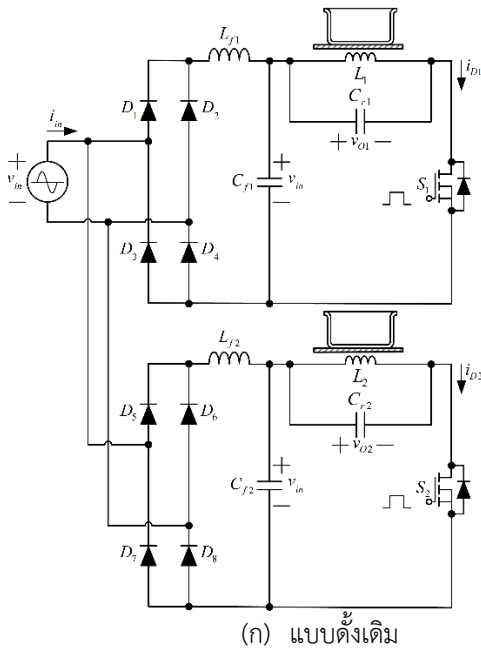 L_f1
L_1
i_D1
C_r1
+ v_O1 −
D_1
D_2
i_in
+
v_in
−
C_f1
+
v_in
−
S_1
D_3
D_4
L_f2
L_2
i_D2
C_r2
+ v_O2 −
D_5
D_6
C_f2
+
v_in
−
S_2
D_7
D_8
(ก) แบบดั้งเดิม